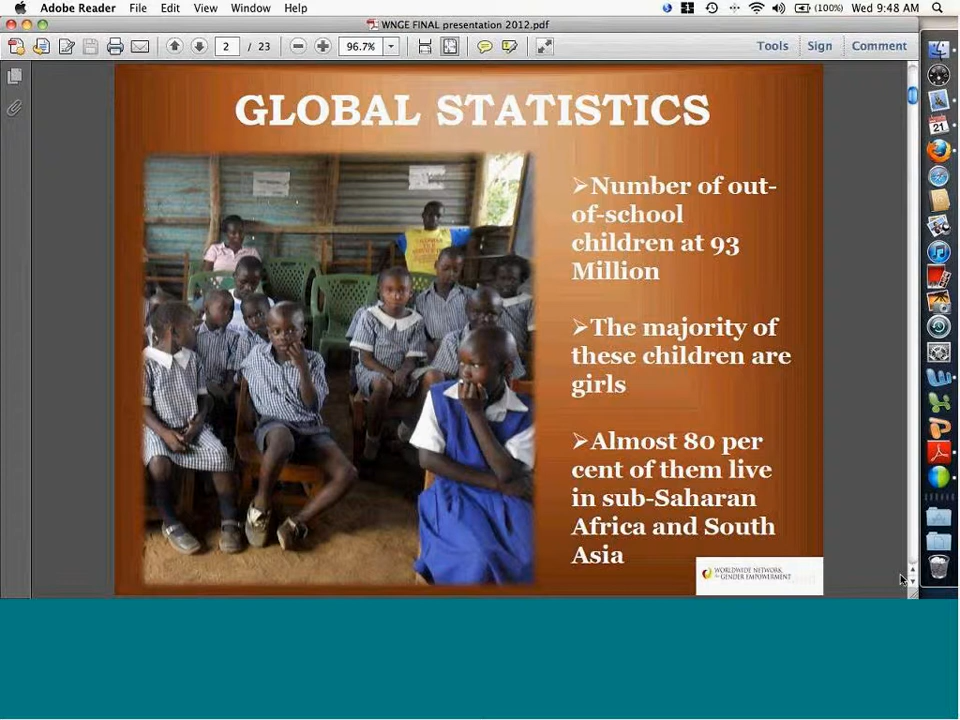 Adobe Reader File Edit View Window Help (100%) Wed 9:48 AM
WNGE FINAL presentation 2012.pdf
2 / 23 96.7% Tools Sign Comment
GLOBAL STATISTICS
➢Number of out-
of-school
children at 93
Million
➢The majority of
these children are
girls
➢Almost 80 per
cent of them live
in sub-Saharan
Africa and South
Asia
WORLDWIDE NETWORK
for GENDER EMPOWERMENT
21